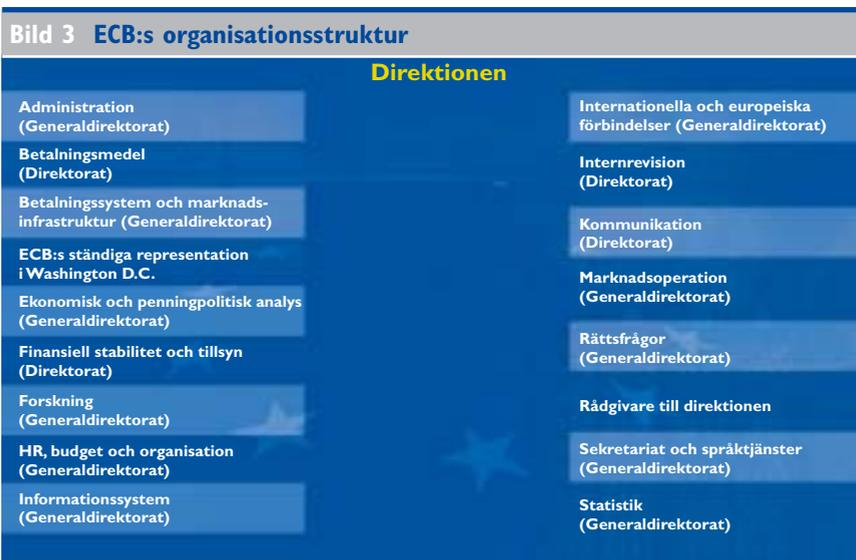 Bild 3 ECB:s organisationsstruktur
Direktionen
Administration
(Generaldirektorat)
Betalningsmedel
(Direktorat)
Betalningssystem och marknads-
infrastruktur (Generaldirektorat)
ECB:s ständiga representation
i Washington D.C.
Ekonomisk och penningpolitisk analys
(Generaldirektorat)
Finansiell stabilitet och tillsyn
(Direktorat)
Forskning
(Generaldirektorat)
HR, budget och organisation
(Generaldirektorat)
Informationssystem
(Generaldirektorat)
Internationella och europeiska
förbindelser (Generaldirektorat)
Internrevision
(Direktorat)
Kommunikation
(Direktorat)
Marknadsoperation
(Generaldirektorat)
Rättsfrågor
(Generaldirektorat)
Rådgivare till direktionen
Sekretariat och språktjänster
(Generaldirektorat)
Statistik
(Generaldirektorat)